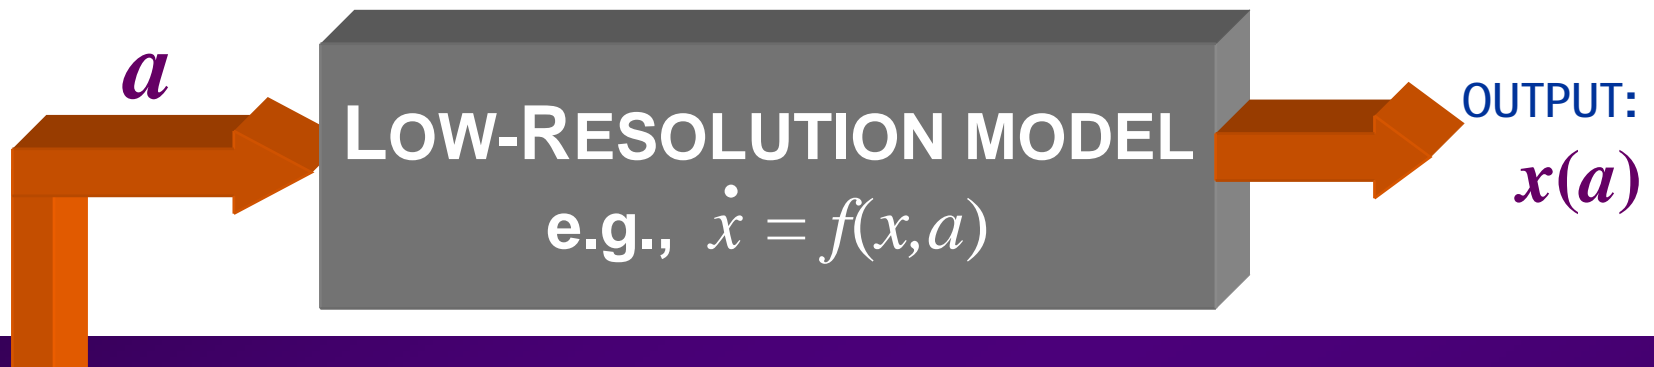 a
LOW-RESOLUTION MODEL
e.g., ẋ = f(x,a)
OUTPUT:
x(a)